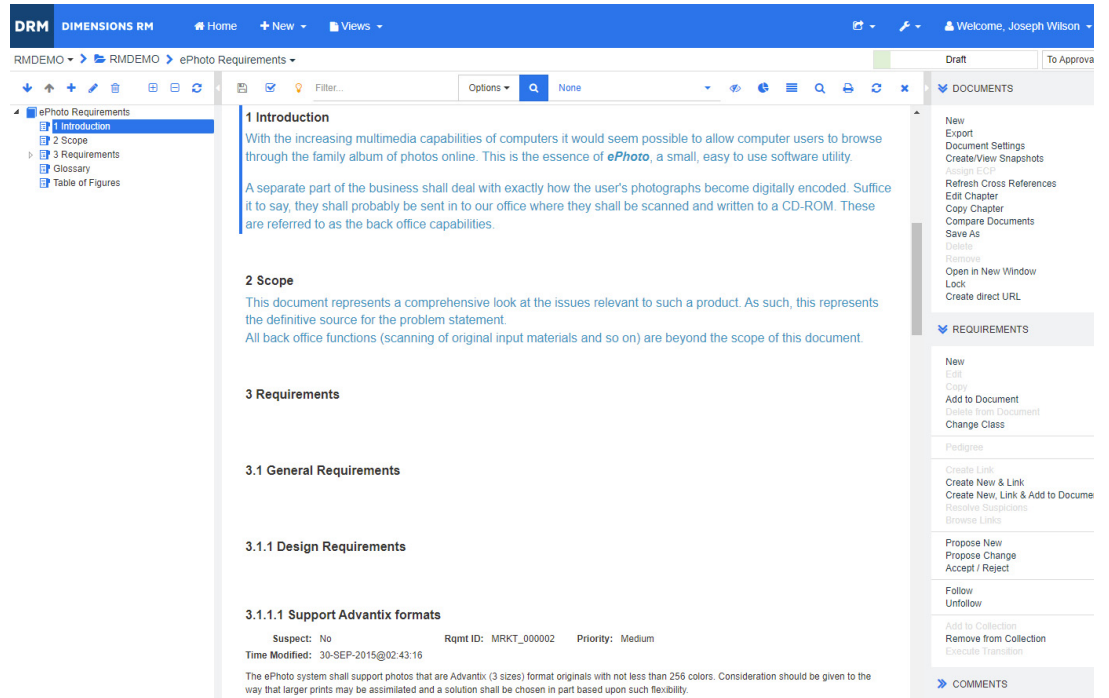 DRM DIMENSIONS RM Home New Views Welcome, Joseph Wilson
RMDEMO RMDEMO ePhoto Requirements Draft To Approva
Filter... Options None DOCUMENTS
ePhoto Requirements
1 Introduction
2 Scope
3 Requirements
Glossary
Table of Figures
1 Introduction
With the increasing multimedia capabilities of computers it would seem possible to allow computer users to browse
through the family album of photos online. This is the essence of ePhoto, a small, easy to use software utility.
A separate part of the business shall deal with exactly how the user's photographs become digitally encoded. Suffice
it to say, they shall probably be sent in to our office where they shall be scanned and written to a CD-ROM. These
are referred to as the back office capabilities.
2 Scope
This document represents a comprehensive look at the issues relevant to such a product. As such, this represents
the definitive source for the problem statement.
All back office functions (scanning of original input materials and so on) are beyond the scope of this document.
3 Requirements
3.1 General Requirements
3.1.1 Design Requirements
3.1.1.1 Support Advantix formats
Suspect: No Rqmt ID: MRKT_000002 Priority: Medium
Time Modified: 30-SEP-2015@02:43:16
The ePhoto system shall support photos that are Advantix (3 sizes) format originals with not less than 256 colors. Consideration should be given to the
way that larger prints may be assimilated and a solution shall be chosen in part based upon such flexibility.
New
Export
Document Settings
Create/View Snapshots
Assign ECP
Refresh Cross References
Edit Chapter
Copy Chapter
Compare Documents
Save As
Delete
Remove
Open in New Window
Lock
Create direct URL
REQUIREMENTS
New
Edit
Copy
Add to Document
Delete from Document
Change Class
Pedigree
Create Link
Create New & Link
Create New, Link & Add to Docume
Resolve Suspicions
Browse Links
Propose New
Propose Change
Accept / Reject
Follow
Unfollow
Add to Collection
Remove from Collection
Execute Transition
COMMENTS